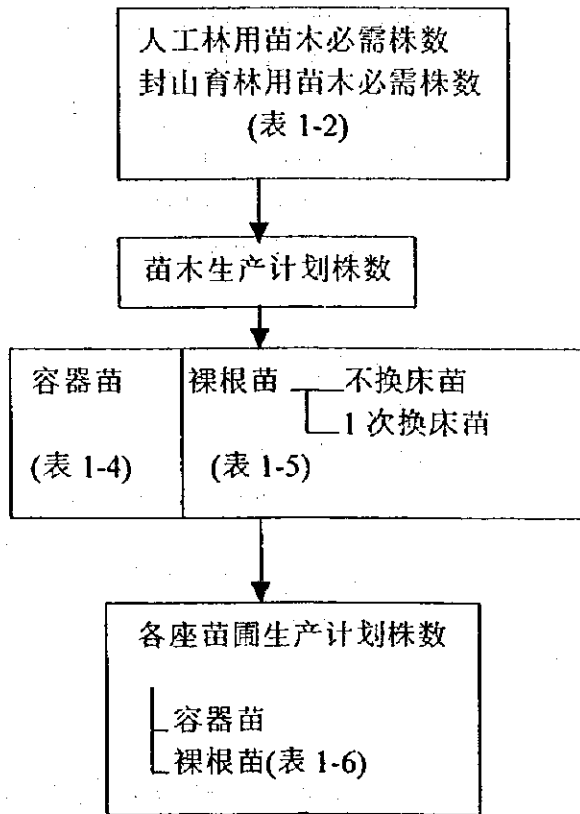 人工林用苗木必需株数
封山育林用苗木必需株数
(表 1-2)
苗木生产计划株数
容器苗
(表 1-4)
裸根苗 不换床苗
1 次换床苗
(表 1-5)
各座苗圃生产计划株数
容器苗
裸根苗(表 1-6)